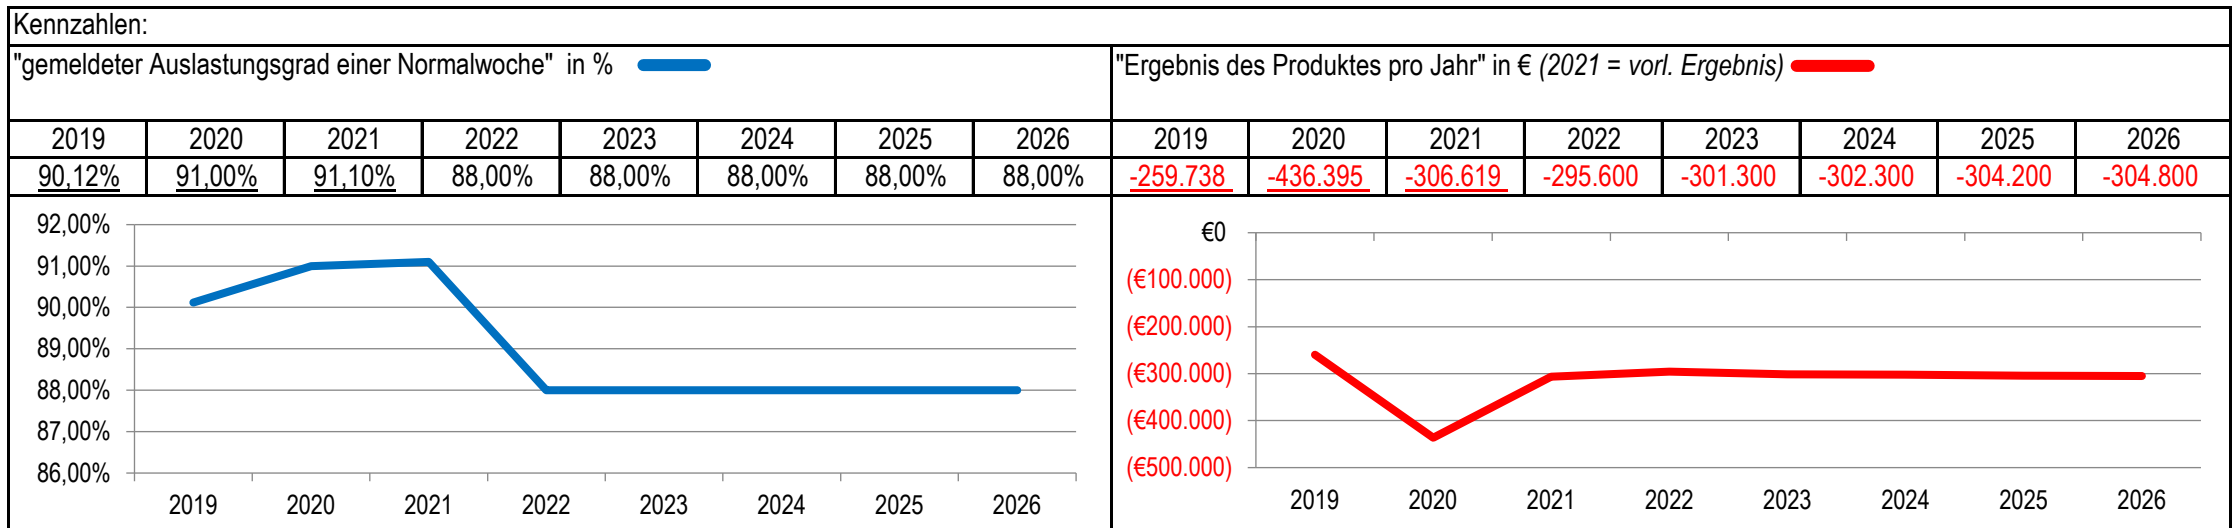 Kennzahlen:
"gemeldeter Auslastungsgrad einer Normalwoche" in %
"Ergebnis des Produktes pro Jahr" in € (2021 = vorl. Ergebnis)
2019 2020 2021 2022 2023 2024 2025 2026 2019 2020 2021 2022 2023 2024 2025 2026
90,12% 91,00% 91,10% 88,00% 88,00% 88,00% 88,00% 88,00% -259.738 -436.395 -306.619 -295.600 -301.300 -302.300 -304.200 -304.800
92,00%
91,00%
90,00%
89,00%
88,00%
87,00%
86,00%
2019 2020 2021 2022 2023 2024 2025 2026
€0
(€100.000)
(€200.000)
(€300.000)
(€400.000)
(€500.000)
2019 2020 2021 2022 2023 2024 2025 2026